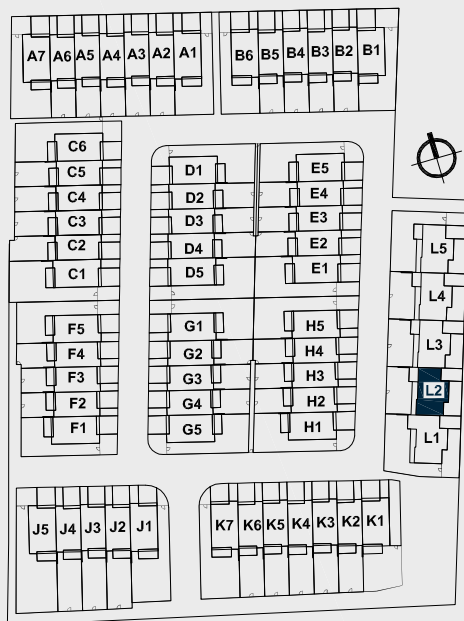 A7 A6 A5 A4 A3 A2 A1
B6 B5 B4 B3 B2 B1
C6
C5
C4
C3
C2
C1
D1
D2
D3
D4
D5
E5
E4
E3
E2
E1
L5
L4
L3
L2
L1
F5
F4
F3
F2
F1
G1
G2
G3
G4
G5
H5
H4
H3
H2
H1
J5 J4 J3 J2 J1
K7 K6 K5 K4 K3 K2 K1